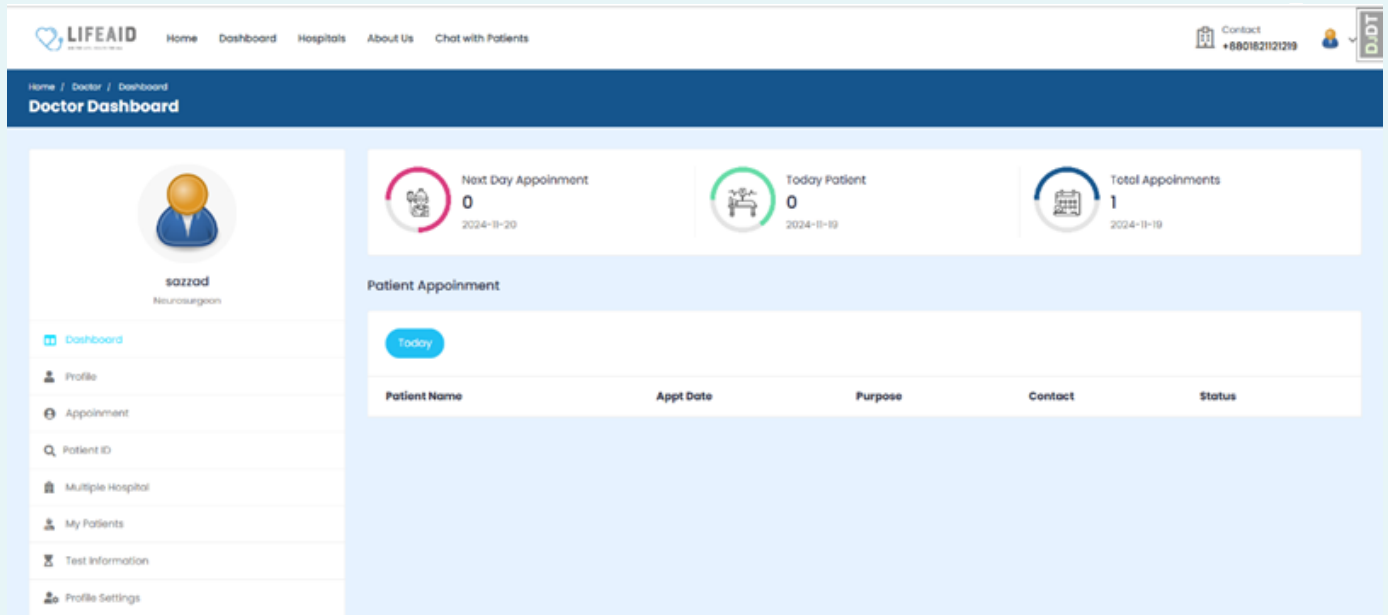 LIFEAID
Home Dashboard Hospitals About Us Chat with Patients
Contact
+8801821121219
DJDT
Home / Doctor / Dashboard
Doctor Dashboard
sazzad
Neurosurgeon
Dashboard
Profile
Appoinment
Patient ID
Multiple Hospital
My Patients
Test Information
Profile Settings
Next Day Appoinment
0
2024-11-20
Today Patient
0
2024-11-19
Total Appoinments
1
2024-11-19
Patient Appoinment
Today
Patient Name Appt Date Purpose Contact Status